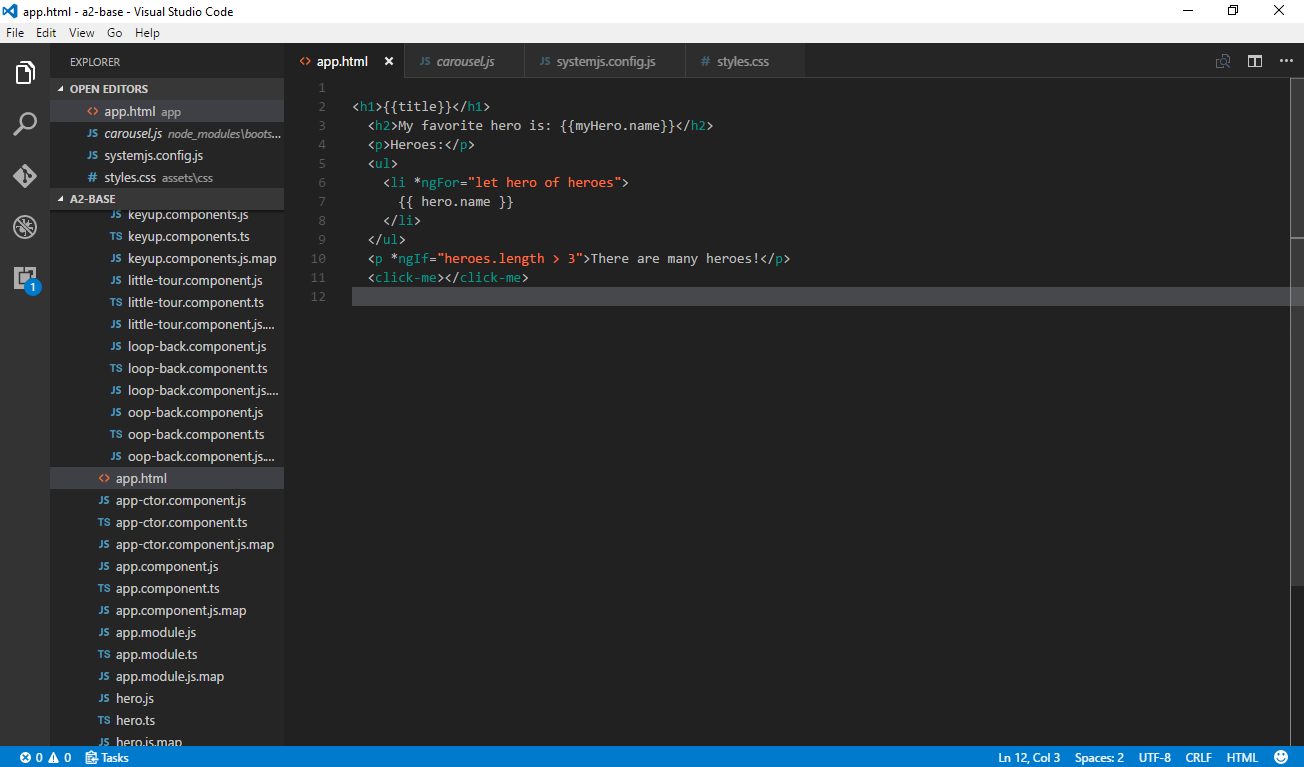 app.html - a2-base - Visual Studio Code
File Edit View Go Help
EXPLORER
OPEN EDITORS
<> app.html app
JS carousel.js node_modules\boots...
JS systemjs.config.js
# styles.css assets\css
A2-BASE
JS keyup.components.js
TS keyup.components.ts
JS keyup.components.js.map
JS little-tour.component.js
TS little-tour.component.ts
JS little-tour.component.js....
JS loop-back.component.js
TS loop-back.component.ts
JS loop-back.component.js....
JS oop-back.component.js
TS oop-back.component.ts
JS oop-back.component.js....
<> app.html
JS app-ctor.component.js
TS app-ctor.component.ts
JS app-ctor.component.js.map
JS app.component.js
TS app.component.ts
JS app.component.js.map
JS app.module.js
TS app.module.ts
JS app.module.js.map
JS hero.js
TS hero.ts
JS hero.js.map
1
<> app.html JS carousel.js JS systemjs.config.js # styles.css
1
2 <h1>{{title}}</h1>
3 <h2>My favorite hero is: {{myHero.name}}</h2>
4 <p>Heroes:</p>
5 <ul>
6 <li *ngFor="let hero of heroes">
7 {{ hero.name }}
8 </li>
9 </ul>
10 <p *ngIf="heroes.length > 3">There are many heroes!</p>
11 <click-me></click-me>
12
0 0 Tasks Ln 12, Col 3 Spaces: 2 UTF-8 CRLF HTML